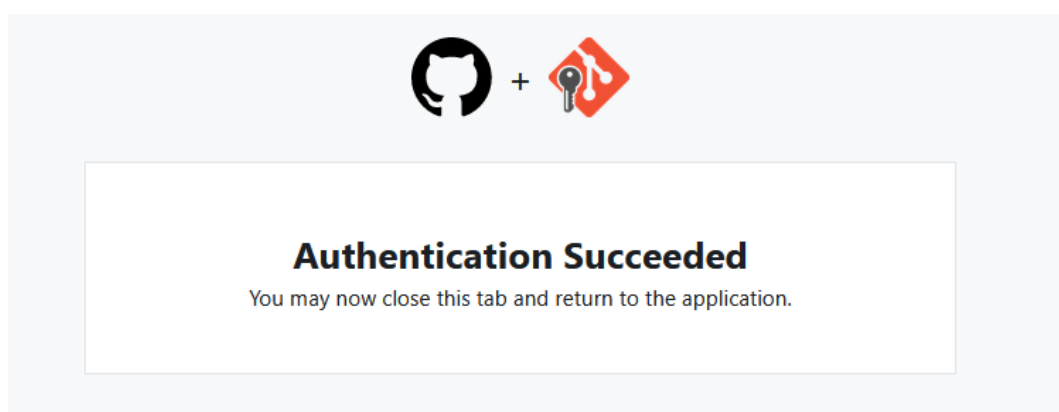 +
Authentication Succeeded
You may now close this tab and return to the application.